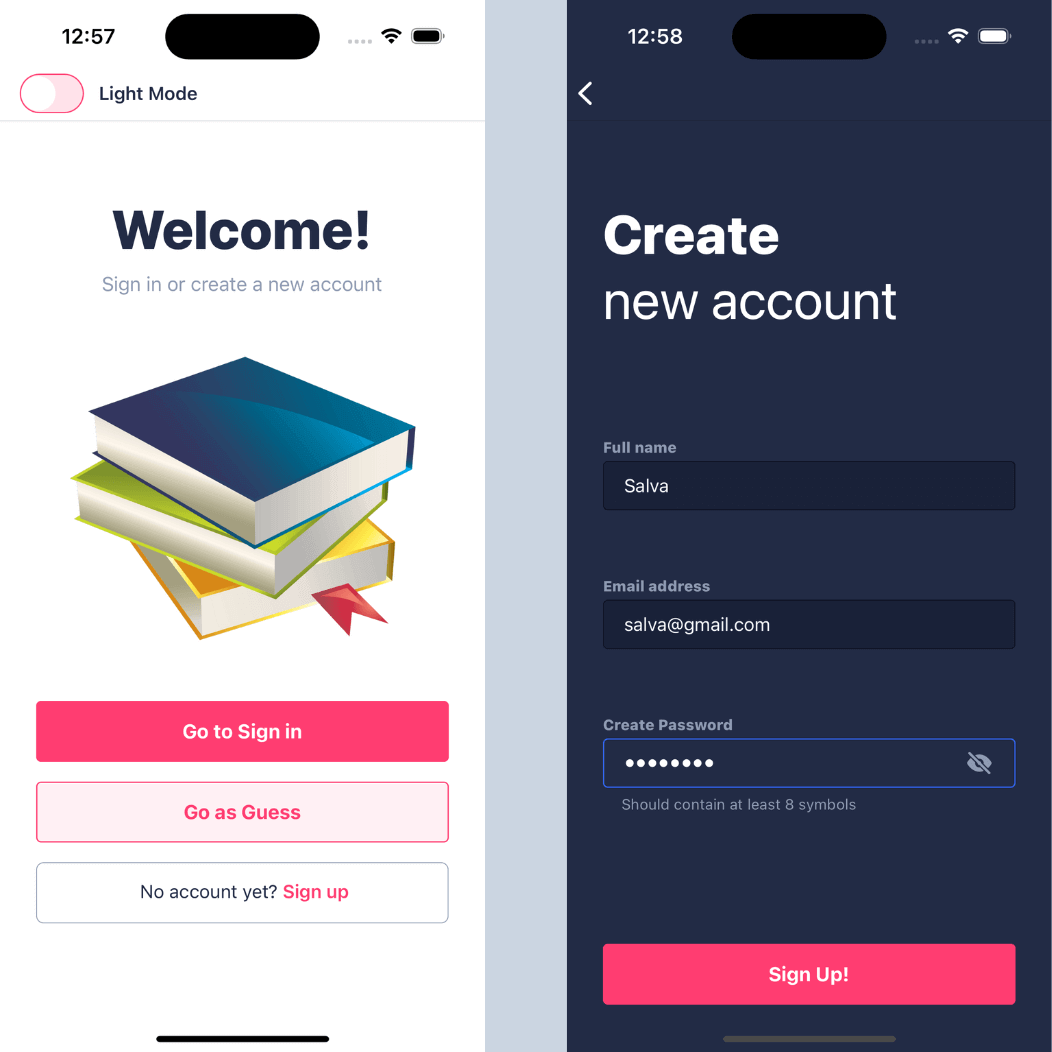 12:57
Light Mode
Welcome!
Sign in or create a new account
Go to Sign in
Go as Guess
No account yet? Sign up
12:58
Create
new account
Full name
Salva
Email address
salva@gmail.com
Create Password
••••••••
Should contain at least 8 symbols
Sign Up!